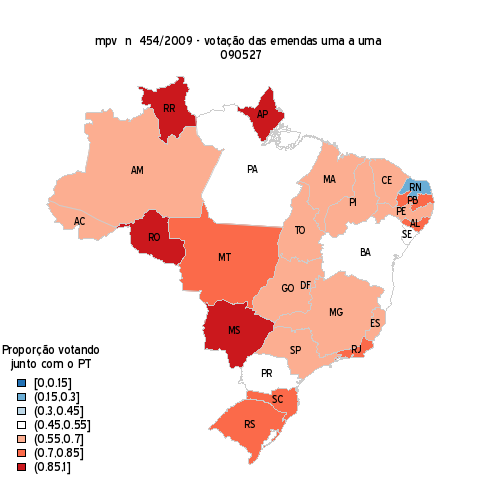 mpv n 454/2009 - votação das emendas uma a uma
090527
RR
AP
AM
PA
MA
CE
RN
PB
PI
PE
AL
AC
SE
TO
RO
BA
MT
GO
DF
MG
ES
MS
SP
RJ
PR
SC
RS
Proporção votando
junto com o PT
[0,0.15]
(0.15,0.3]
(0.3,0.45]
(0.45,0.55]
(0.55,0.7]
(0.7,0.85]
(0.85,1]